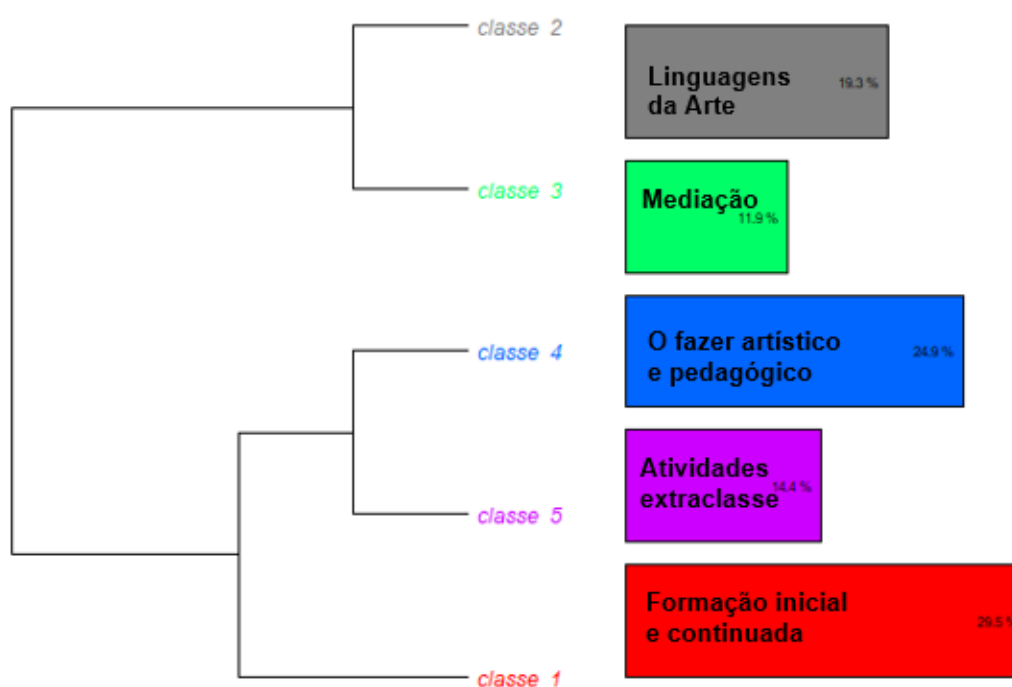 classe 2
Linguagens
da Arte
19.3 %
classe 3
Mediação
11.9 %
classe 4
O fazer artístico
e pedagógico
24.9 %
classe 5
Atividades
extraclasse
14.4 %
classe 1
Formação inicial
e continuada
29.5 %